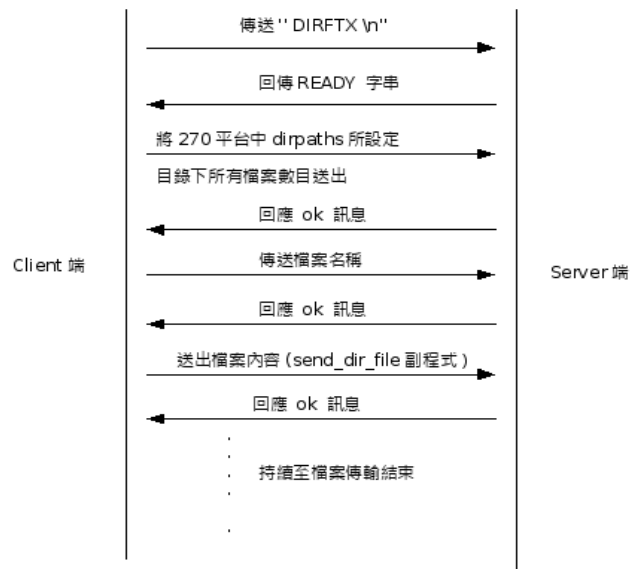 傳送" DIRFTX \n"
回傳 READY 字串
將 270 平台中 dirpaths 所設定
目錄下所有檔案數目送出
回應 ok 訊息
Client 端
傳送檔案名稱
Server 端
回應 ok 訊息
送出檔案內容 (send_dir_file 副程式 )
回應 ok 訊息
持續至檔案傳輸結束